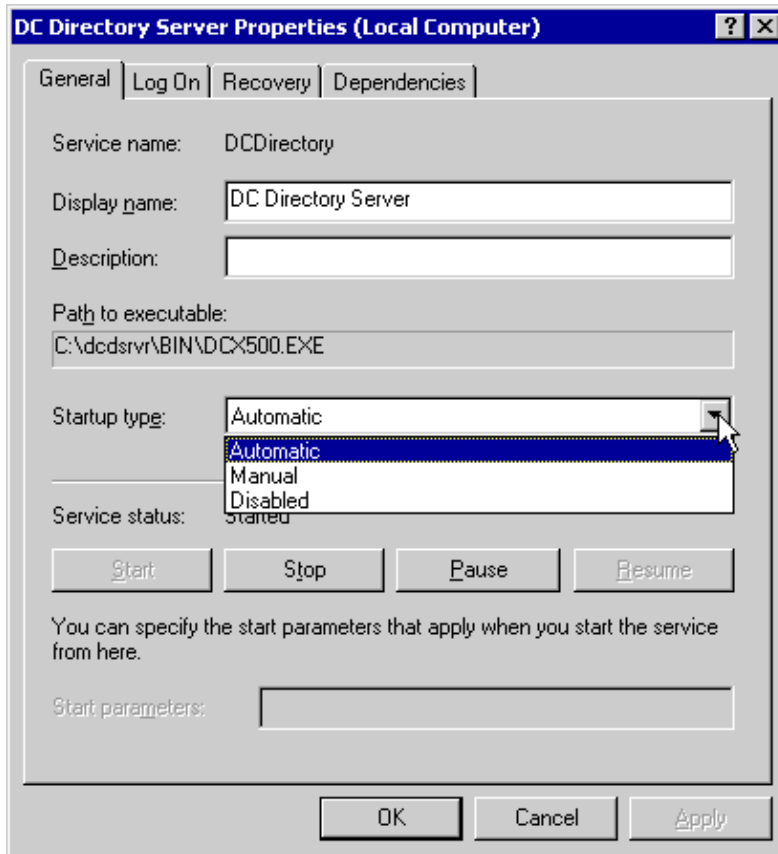 DC Directory Server Properties (Local Computer)
General Log On Recovery Dependencies
Service name: DCDirectory
Display name: DC Directory Server
Description:
Path to executable:
C:\dcdsrvr\BIN\DCX500.EXE
Startup type: Automatic
Automatic
Manual
Disabled
Service status: Started
Start Stop Pause Resume
You can specify the start parameters that apply when you start the service
from here.
Start parameters:
OK Cancel Apply